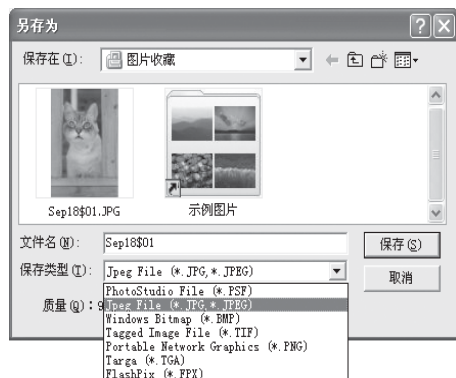 另存为
保存在(I): 图片收藏
Sep18$01.JPG 示例图片
文件名(N): Sep18$01 保存(S)
保存类型(T): Jpeg File (*.JPG,*.JPEG) 取消
PhotoStudio File (*.PSF)
质量(Q): 9 Jpeg File (*.JPG,*.JPEG)
Windows Bitmap (*.BMP)
Tagged Image File (*.TIF)
Portable Network Graphics (*.PNG)
Targa (*.TGA)
FlashPix (*.FPX)